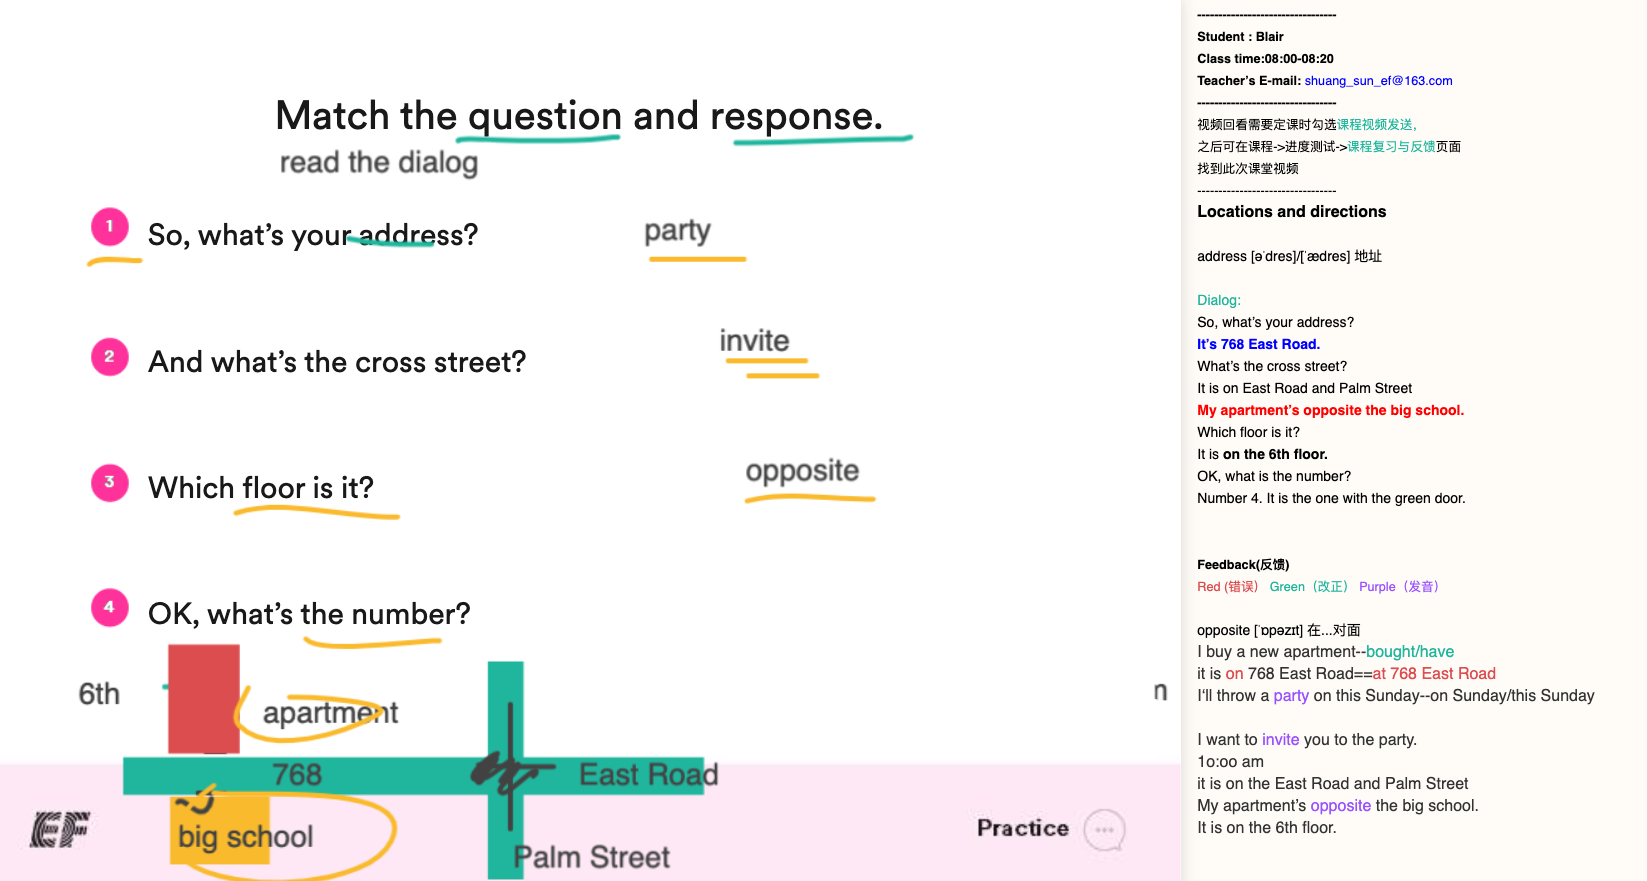 Match the question and response.
read the dialog
1 So, what's your address?
party
2 And what's the cross street?
invite
3 Which floor is it?
opposite
4 OK, what's the number?
6th
apartment
n
768
East Road
big school
Palm Street
EF
Practice
---------------------------------
Student : Blair
Class time:08:00-08:20
Teacher's E-mail: shuang_sun_ef@163.com
---------------------------------
视频回看需要定课时勾选课程视频发送，
之后可在课程->进度测试->课程复习与反馈页面
找到此次课堂视频
---------------------------------
Locations and directions
address [əˈdres]/[ˈædres] 地址
Dialog:
So, what's your address?
It's 768 East Road.
What's the cross street?
It is on East Road and Palm Street
My apartment's opposite the big school.
Which floor is it?
It is on the 6th floor.
OK, what is the number?
Number 4. It is the one with the green door.
Feedback(反馈)
Red (错误） Green（改正） Purple（发音）
opposite [ˈɒpəzɪt] 在...对面
I buy a new apartment--bought/have
it is on 768 East Road==at 768 East Road
I'll throw a party on this Sunday--on Sunday/this Sunday
I want to invite you to the party.
1o:oo am
it is on the East Road and Palm Street
My apartment's opposite the big school.
It is on the 6th floor.